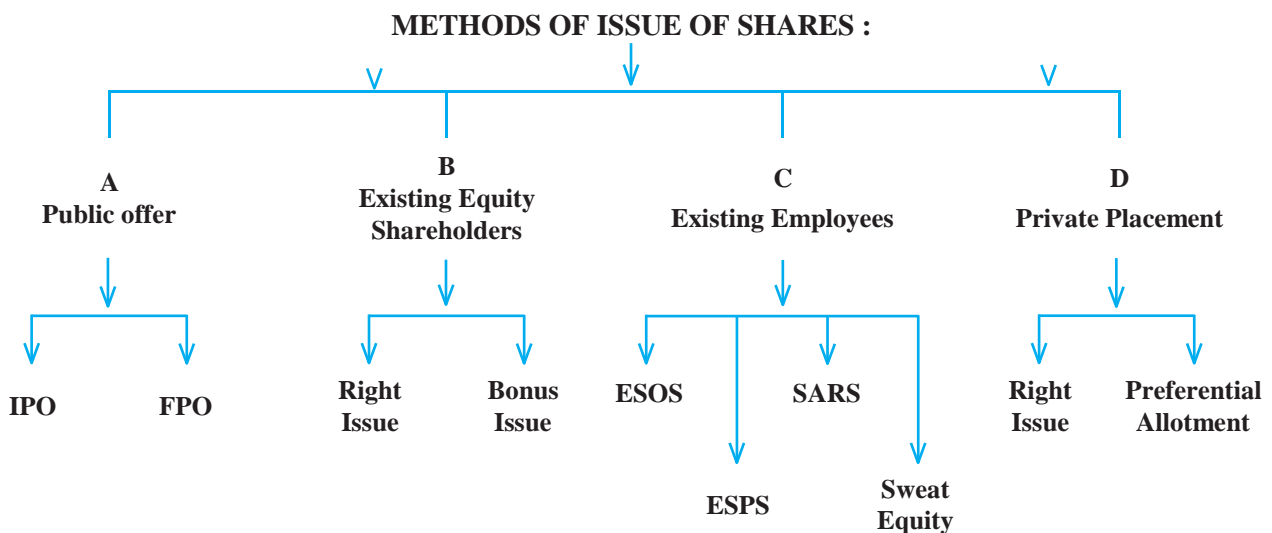 METHODS OF ISSUE OF SHARES :
A
Public offer
B
Existing Equity
Shareholders
C
Existing Employees
D
Private Placement
IPO
FPO
Right
Issue
Bonus
Issue
ESOS
ESPS
SARS
Sweat
Equity
Right
Issue
Preferential
Allotment